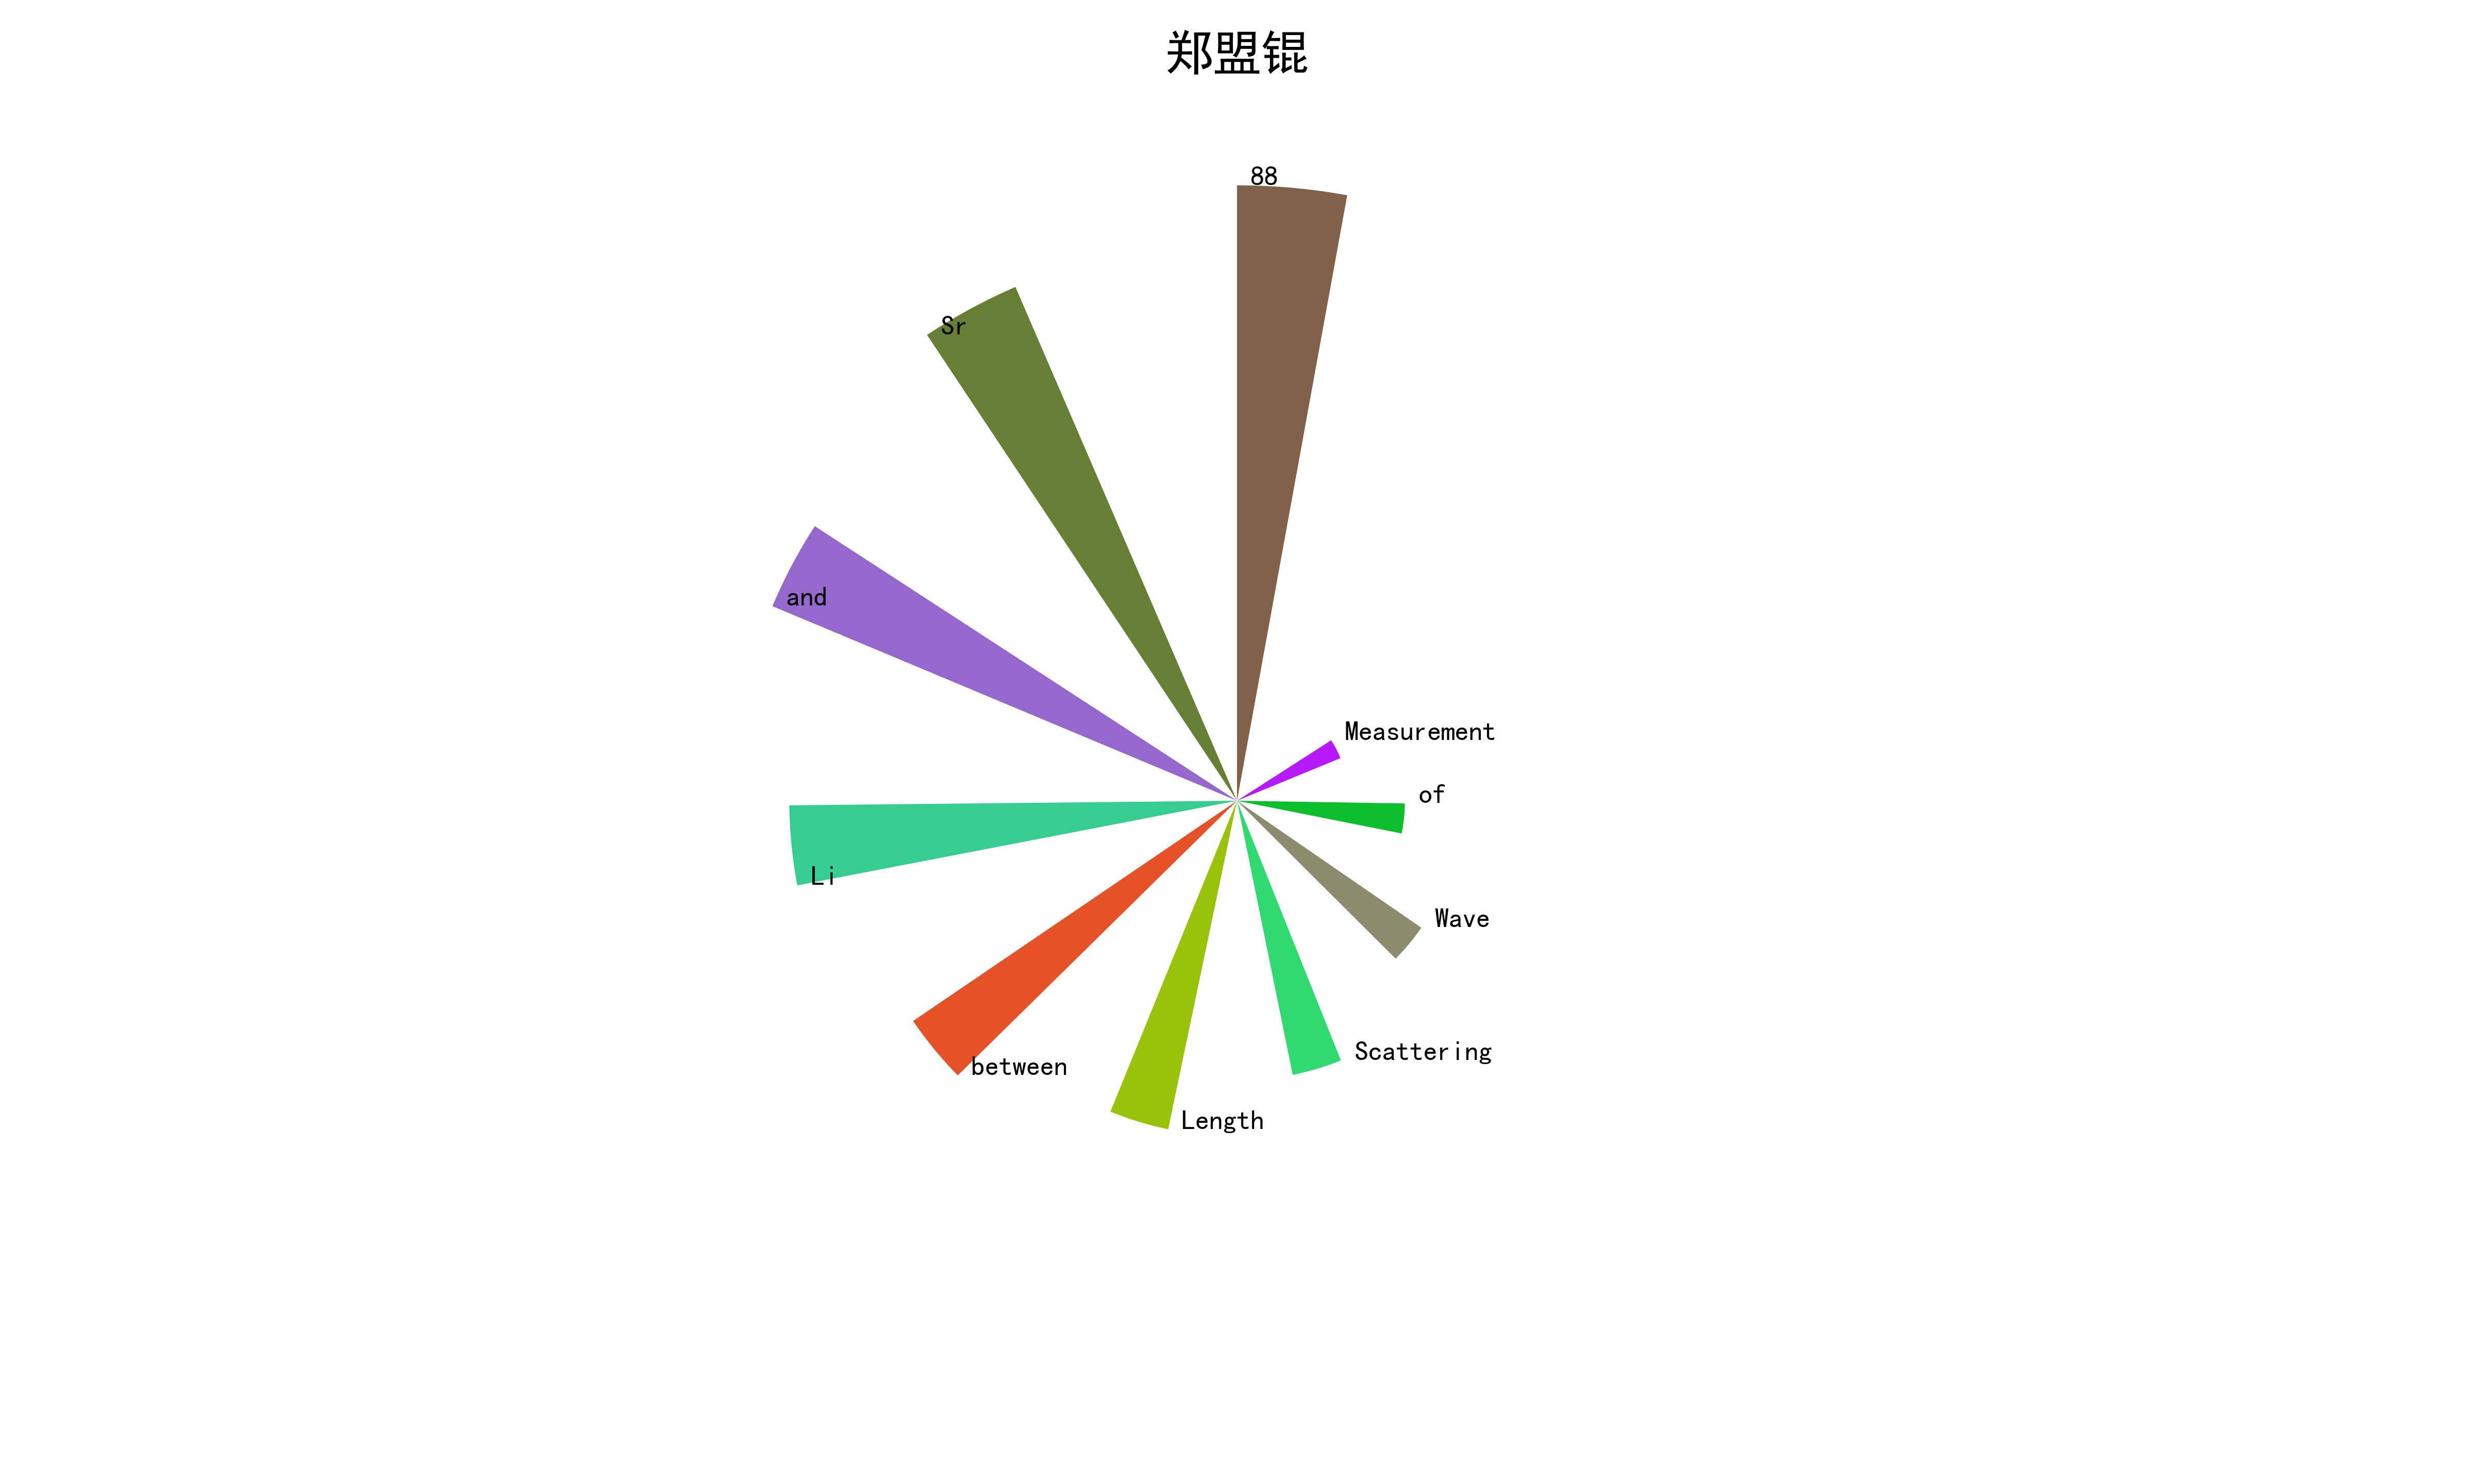 郑盟锟
88
Sr
and
Li
between
Length
Scattering
Wave
of
Measurement